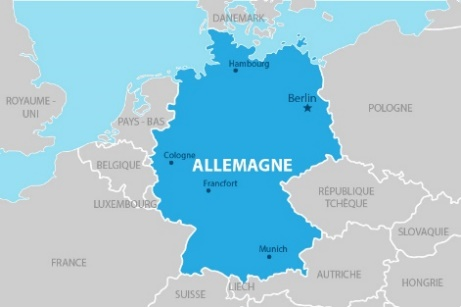 DANEMARK
Hambourg
ROYAUME -
UNI
Berlin
POLOGNE
PAYS - BAS
Cologne
BELGIQUE
ALLEMAGNE
Francfort
RÉPUBLIQUE
TCHÈQUE
LUXEMBOURG
SLOVAQUIE
Munich
FRANCE
AUTRICHE
HONGRIE
LIECH
SUISSE